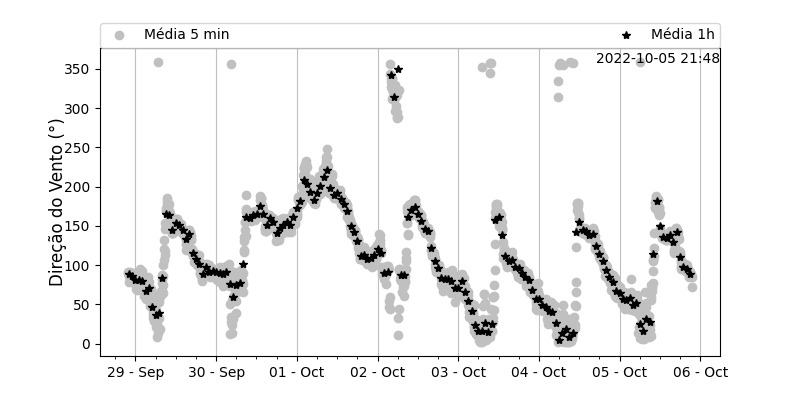 Média 5 min
Média 1h
2022-10-05 21:48
Direção do Vento (°)
350
300
250
200
150
100
50
0
29 - Sep
30 - Sep
01 - Oct
02 - Oct
03 - Oct
04 - Oct
05 - Oct
06 - Oct